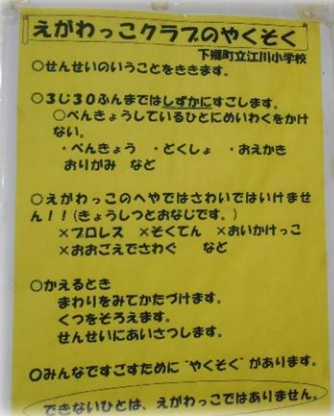 えがわっこクラブのやくそく
下郷町立江川小学校
○せんせいのいうことをききます。
○3じ30ぷんまではしずかにすごします。
○べんきょうしているひとにめいわくをかけ
ない。
・べんきょう ・どくしょ ・おえかき
おりがみ など
○えがわっこのへやではさわいではいけませ
ん！！(きょうしつとおなじです。)
×プロレス ×そくてん ×おいかけっこ
×おおごえでさわぐ など
○かえるとき
まわりをみてかたづけます。
くつをそろえます。
せんせいにあいさつします。
○みんなですごすために"やくそく"があります。
できないひとは、えがわっこではありません。